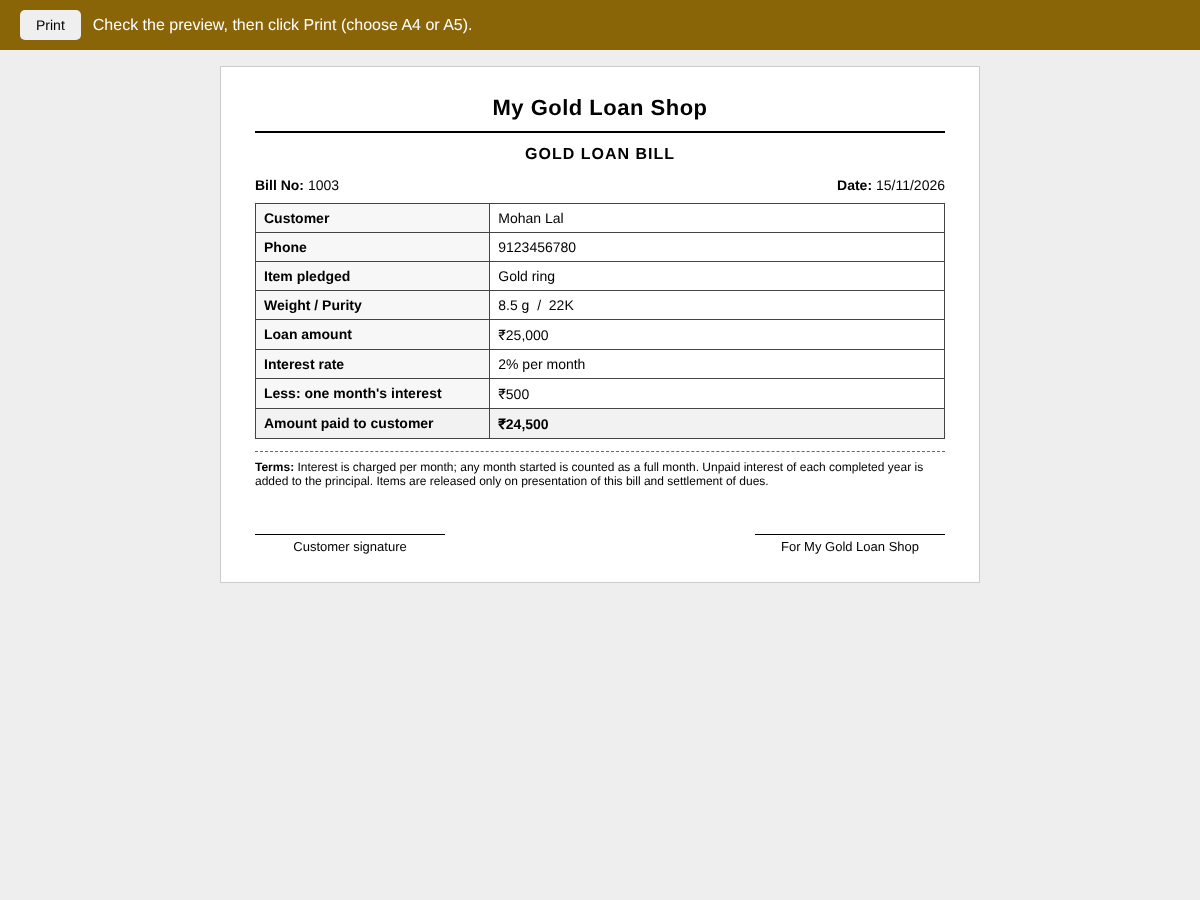 Print
Check the preview, then click Print (choose A4 or A5).
My Gold Loan Shop
GOLD LOAN BILL
Bill No: 1003 Date: 15/11/2026
Customer Mohan Lal
Phone 9123456780
Item pledged Gold ring
Weight / Purity 8.5 g / 22K
Loan amount ₹25,000
Interest rate 2% per month
Less: one month's interest ₹500
Amount paid to customer ₹24,500
Terms: Interest is charged per month; any month started is counted as a full month. Unpaid interest of each completed year is
added to the principal. Items are released only on presentation of this bill and settlement of dues.
Customer signature For My Gold Loan Shop